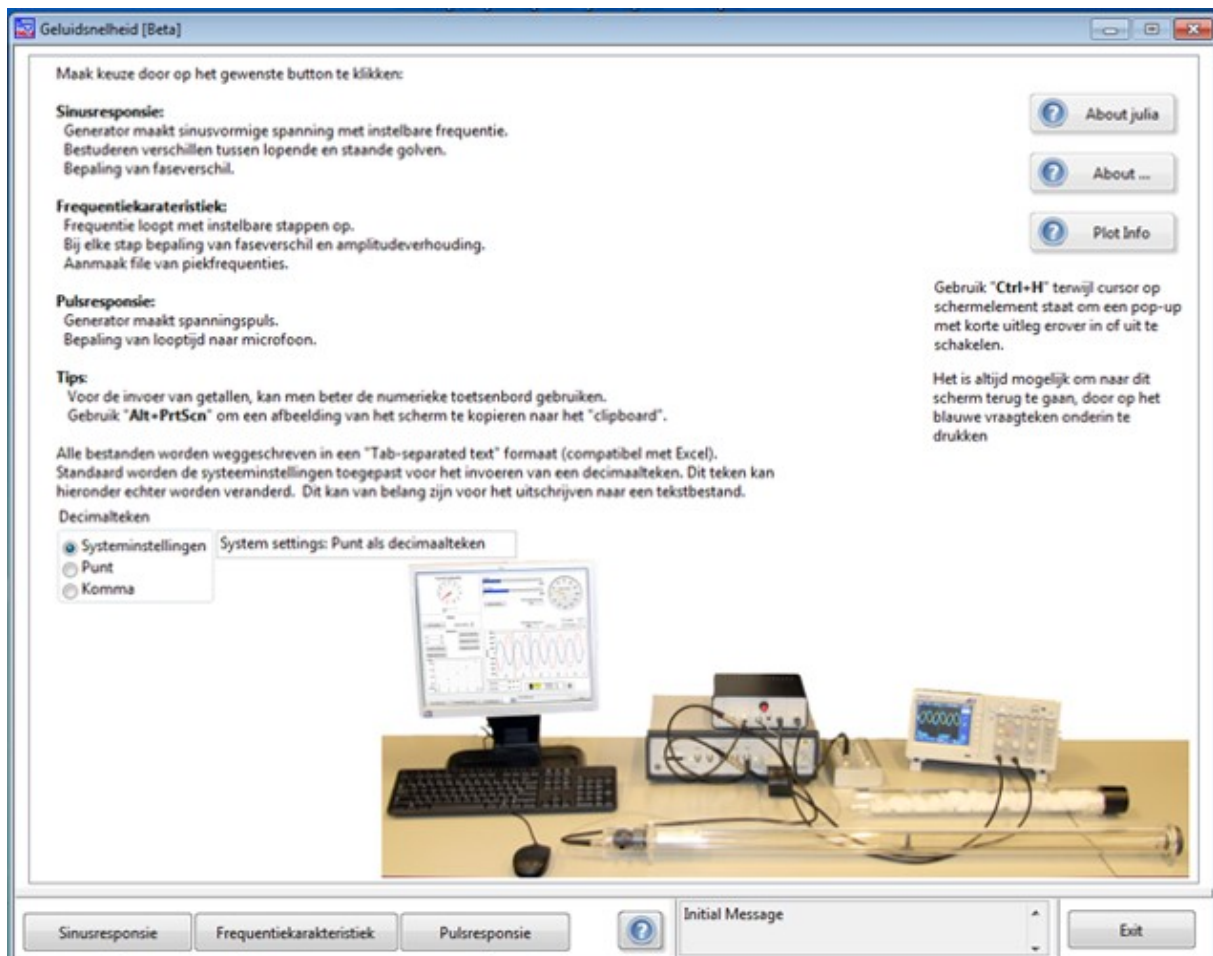 Geluidsnelheid [Beta]
Maak keuze door op het gewenste button te klikken:
Sinusresponsie:
Generator maakt sinusvormige spanning met instelbare frequentie.
Bestuderen verschillen tussen lopende en staande golven.
Bepaling van faseverschil.
Frequentiekarateristiek:
Frequentie loopt met instelbare stappen op.
Bij elke stap bepaling van faseverschil en amplitudeverhouding.
Aanmaak file van piekfrequenties.
Pulsresponsie:
Generator maakt spanningspuls.
Bepaling van looptijd naar microfoon.
Tips:
Voor de invoer van getallen, kan men beter de numerieke toetsenbord gebruiken.
Gebruik "Alt+PrtScn" om een afbeelding van het scherm te kopieren naar het "clipboard".
Alle bestanden worden weggeschreven in een "Tab-separated text" formaat (compatibel met Excel).
Standaard worden de systeeminstellingen toegepast voor het invoeren van een decimaalteken. Dit teken kan
hieronder echter worden veranderd. Dit kan van belang zijn voor het uitschrijven naar een tekstbestand.
Decimalteken
Systeminstellingen
System settings: Punt als decimaalteken
Punt
Komma
About julia
About ...
Plot Info
Gebruik "Ctrl+H" terwijl cursor op
schermelement staat om een pop-up
met korte uitleg erover in of uit te
schakelen.
Het is altijd mogelijk om naar dit
scherm terug te gaan, door op het
blauwe vraagteken onderin te
drukken
Sinusresponsie
Frequentiekarakteristiek
Pulsresponsie
Initial Message
Exit